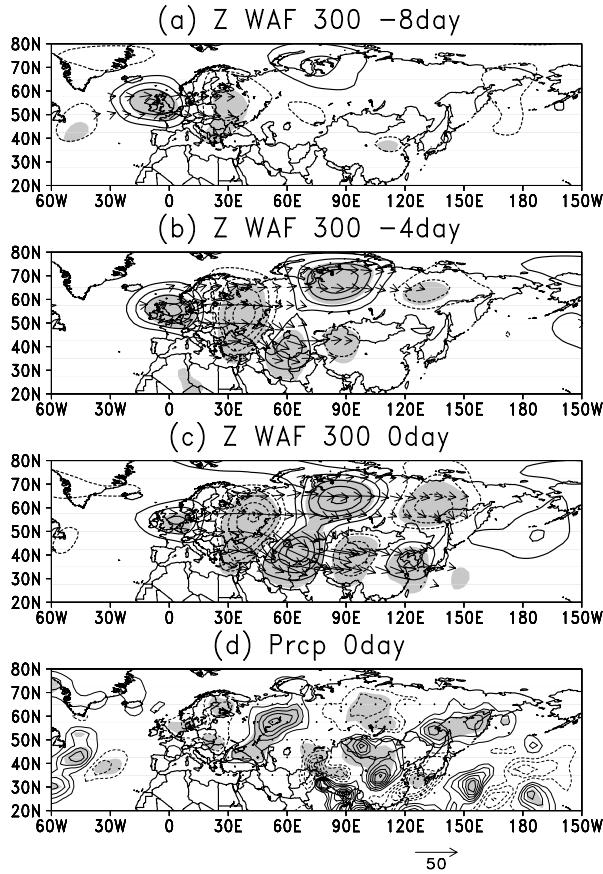 (a) Z WAF 300 -8day
80N
70N
60N
50N
40N
30N
20N
60W 30W 0 30E 60E 90E 120E 150E 180 150W
(b) Z WAF 300 -4day
80N
70N
60N
50N
40N
30N
20N
60W 30W 0 30E 60E 90E 120E 150E 180 150W
(c) Z WAF 300 0day
80N
70N
60N
50N
40N
30N
20N
60W 30W 0 30E 60E 90E 120E 150E 180 150W
(d) Prcp 0day
80N
70N
60N
50N
40N
30N
20N
60W 30W 0 30E 60E 90E 120E 150E 180 150W
50